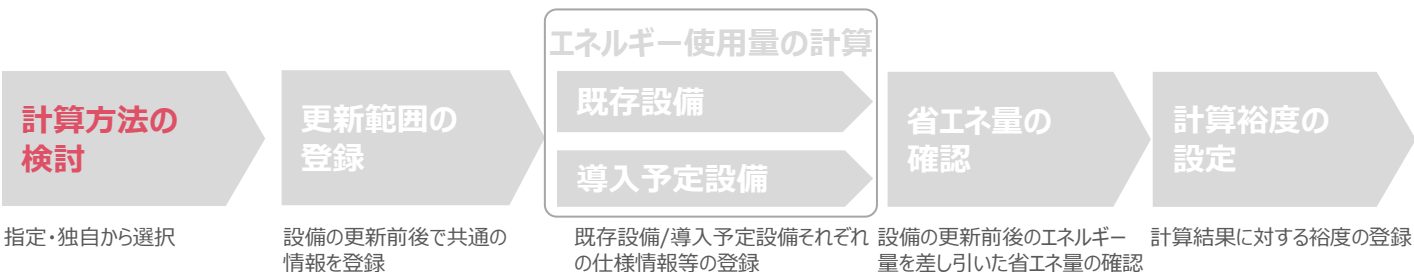 エネルギー使用量の計算
計算方法の
検討
更新範囲の
登録
既存設備
導入予定設備
省エネ量の
確認
計算裕度の
設定
指定・独自から選択
設備の更新前後で共通の
情報を登録
既存設備/導入予定設備それぞれ
の仕様情報等の登録
設備の更新前後のエネルギー
量を差し引いた省エネ量の確認
計算結果に対する裕度の登録